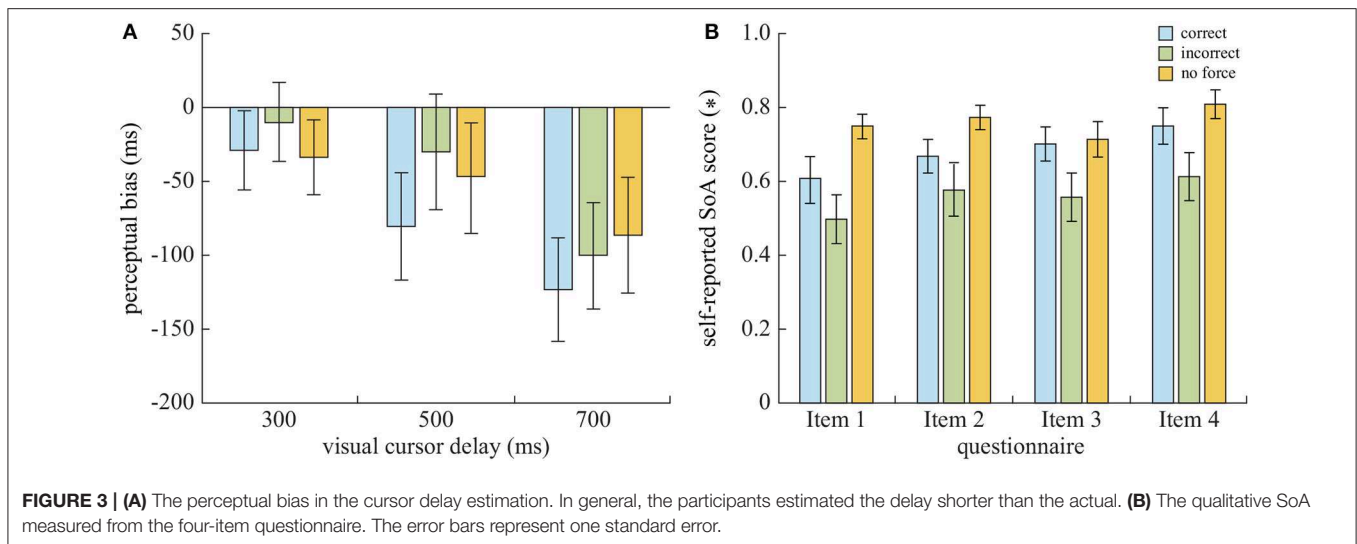 A
50
0
-50
-100
-150
-200
perceptual bias (ms)
300 500 700
visual cursor delay (ms)
B
1.0
0.8
0.6
0.4
0.2
0
self-reported SoA score (*)
correct
incorrect
no force
Item 1 Item 2 Item 3 Item 4
questionnaire
FIGURE 3 | (A) The perceptual bias in the cursor delay estimation. In general, the participants estimated the delay shorter than the actual. (B) The qualitative SoA
measured from the four-item questionnaire. The error bars represent one standard error.